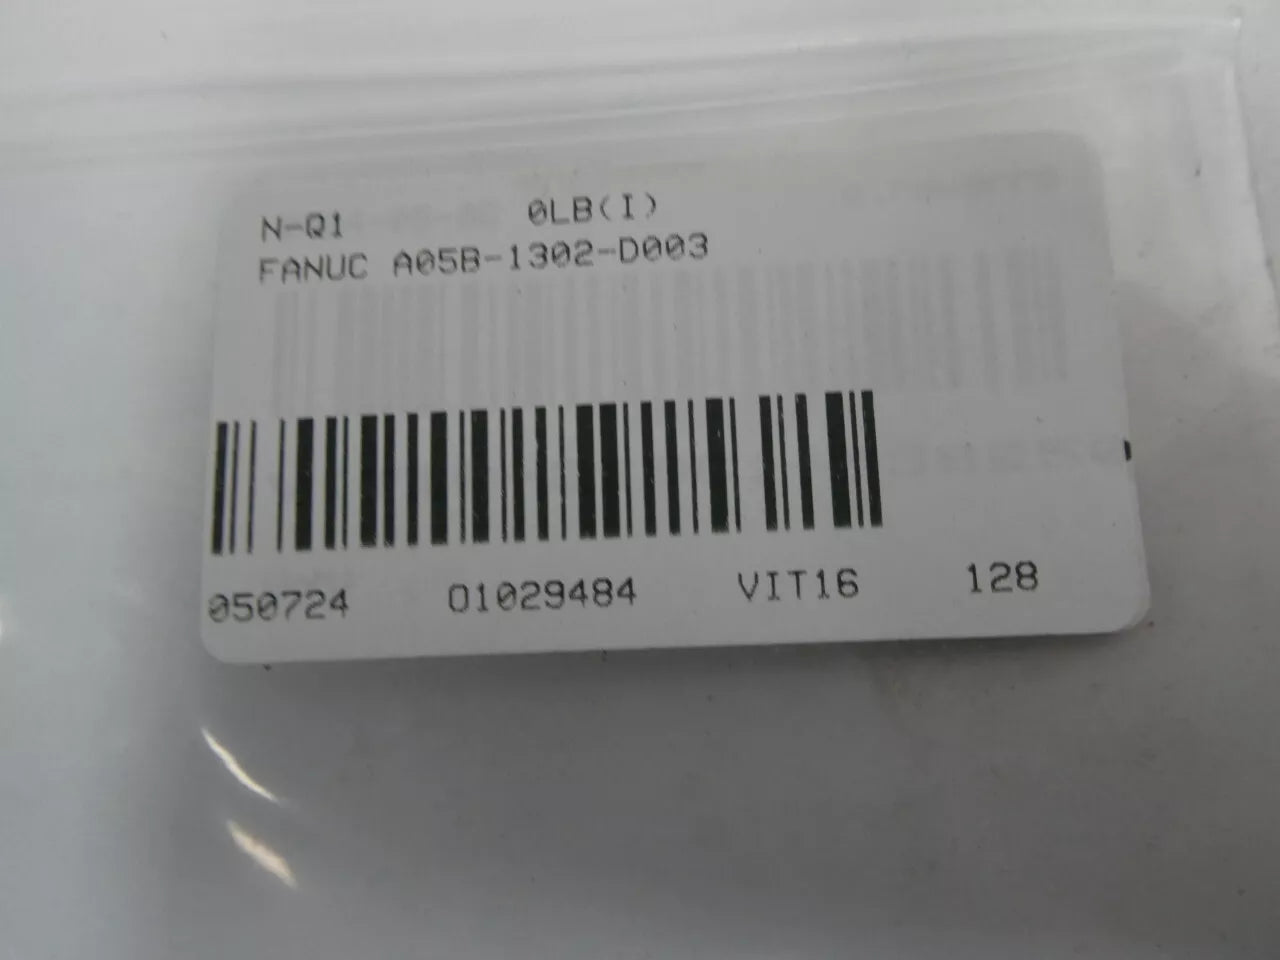 N-Q1 0LB(I)
FANUC A05B-1302-D003
050724 01029484 VIT16 128